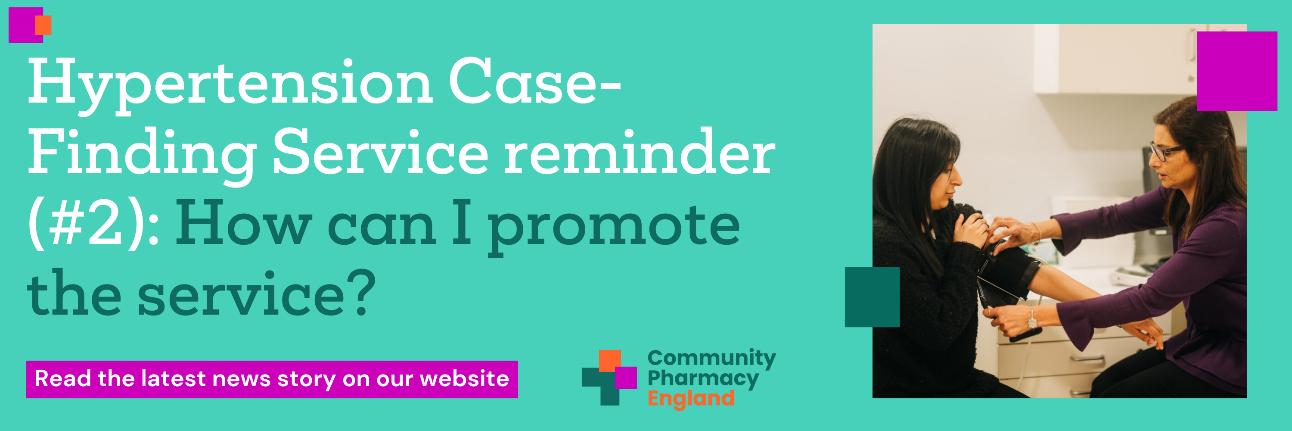 Hypertension Case-
Finding Service reminder
(#2): How can I promote
the service?
Read the latest news story on our website
Community
Pharmacy
England